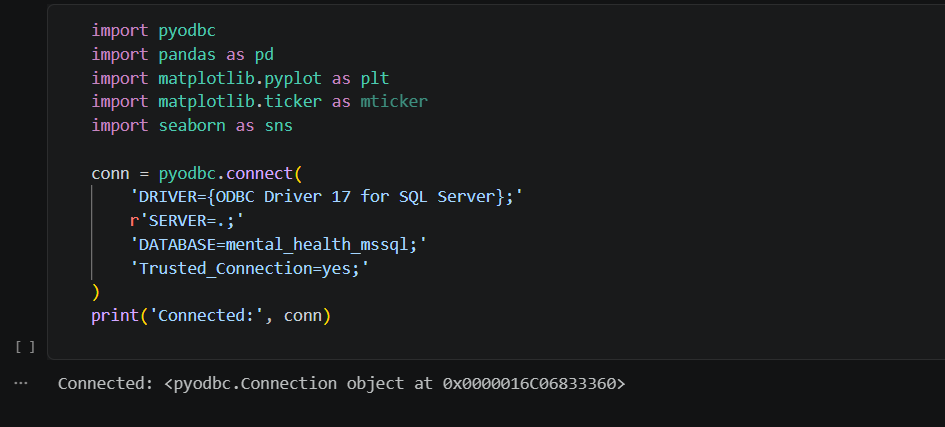 import pyodbc
import pandas as pd
import matplotlib.pyplot as plt
import matplotlib.ticker as mticker
import seaborn as sns

conn = pyodbc.connect(
    'DRIVER={ODBC Driver 17 for SQL Server};'
    r'SERVER=.;'
    'DATABASE=mental_health_mssql;'
    'Trusted_Connection=yes;'
)
print('Connected:', conn)
[ ]
... Connected: <pyodbc.Connection object at 0x0000016C06833360>